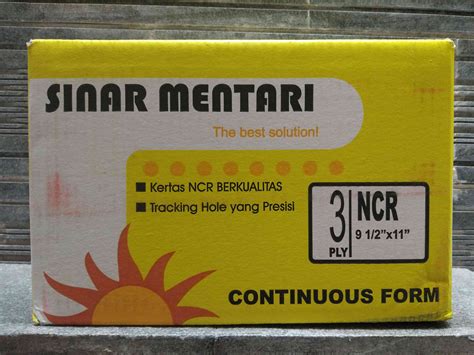 SINAR MENTARI
The best solution!
Kertas NCR BERKUALITAS
Tracking Hole yang Presisi
3 PLY
NCR
9 1/2"x11"
CONTINUOUS FORM